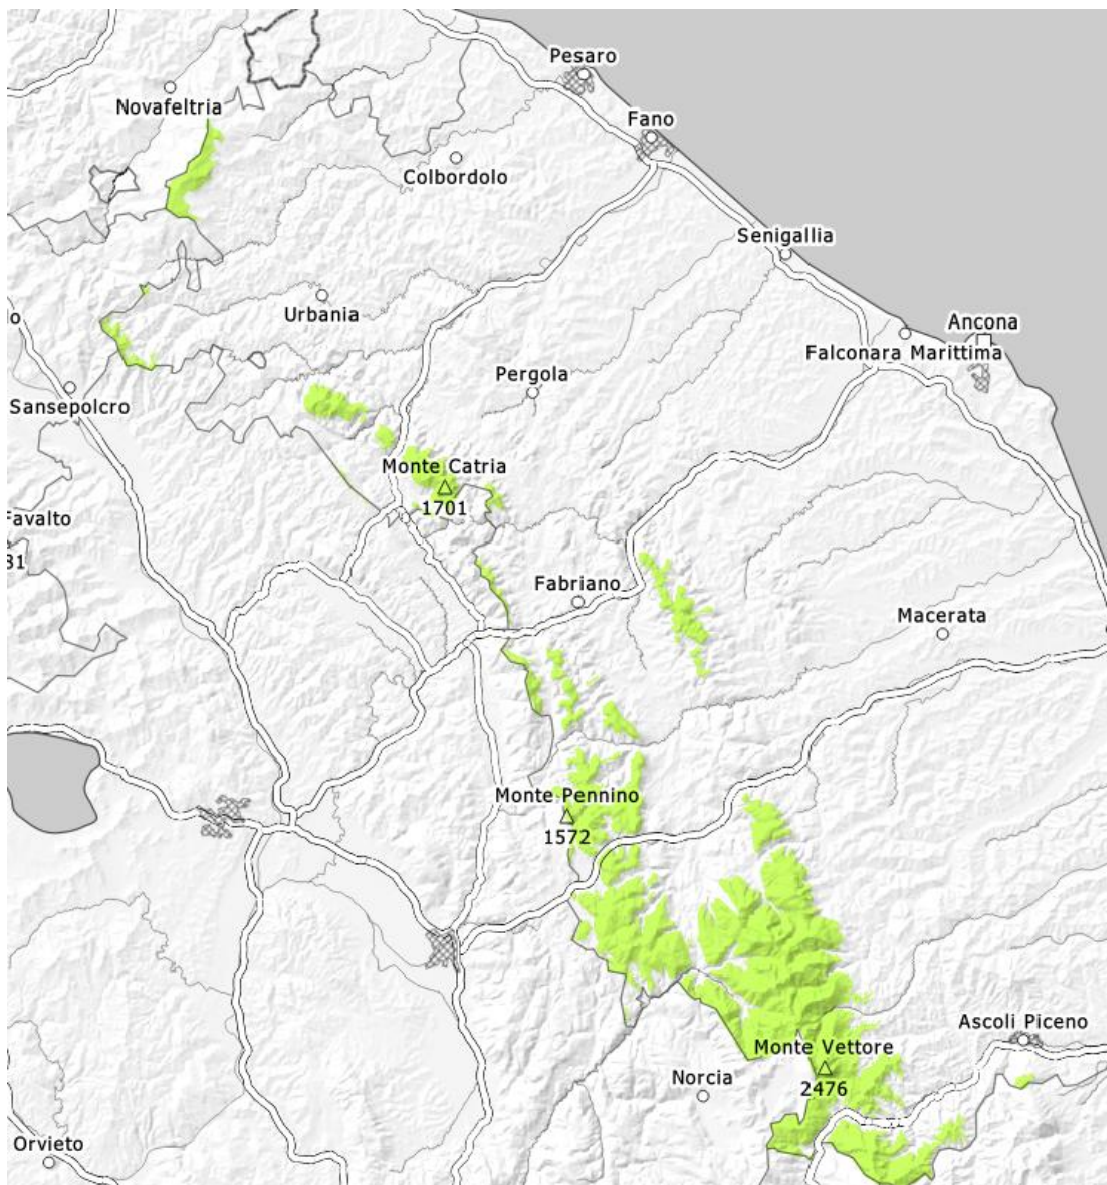 Pesaro
Novafeltria
Fano
Colbordolo
Senigallia
Urbania
Ancona
Falconara Marittima
Pergola
Sansepolcro
Monte Catria
1701
Favalto
Fabriano
Macerata
Monte Pennino
1572
Ascoli Piceno
Monte Vettore
Norcia
2476
Orvieto